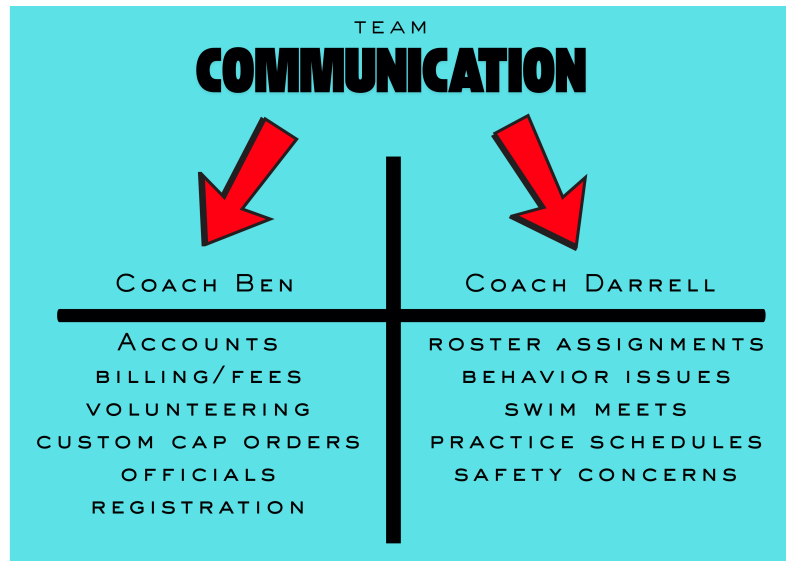 TEAM
COMMUNICATION
COACH BEN
ACCOUNTS
BILLING/FEES
VOLUNTEERING
CUSTOM CAP ORDERS
OFFICIALS
REGISTRATION
COACH DARRELL
ROSTER ASSIGNMENTS
BEHAVIOR ISSUES
SWIM MEETS
PRACTICE SCHEDULES
SAFETY CONCERNS